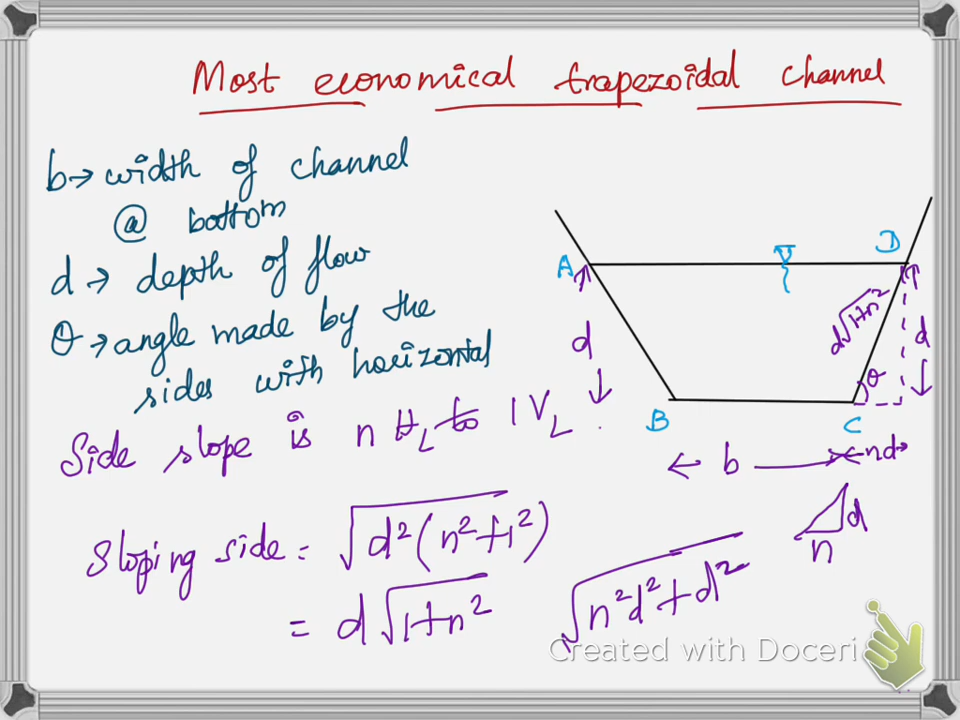 Most economical trapezoidal channel
b→ width of channel
@ bottom
d→ depth of flow
θ→ angle made by the
sides with horizontal
Side slope is n HL to 1 VL
Sloping side = √d²(n²+1²)
= d√1+n²
√n²d²+d²
A
D
d
d√1+n²
θ
d
B
C
← b → ← nd →
d
n
Created with Doceri